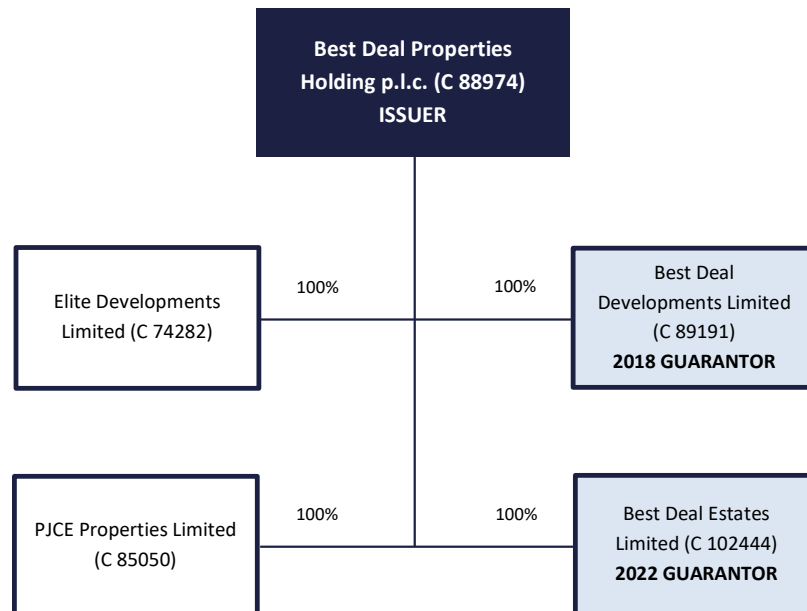 Best Deal Properties
Holding p.l.c. (C 88974)
ISSUER
Elite Developments
Limited (C 74282)
100%
100%
Best Deal
Developments Limited
(C 89191)
2018 GUARANTOR
PJCE Properties Limited
(C 85050)
100%
100%
Best Deal Estates
Limited (C 102444)
2022 GUARANTOR